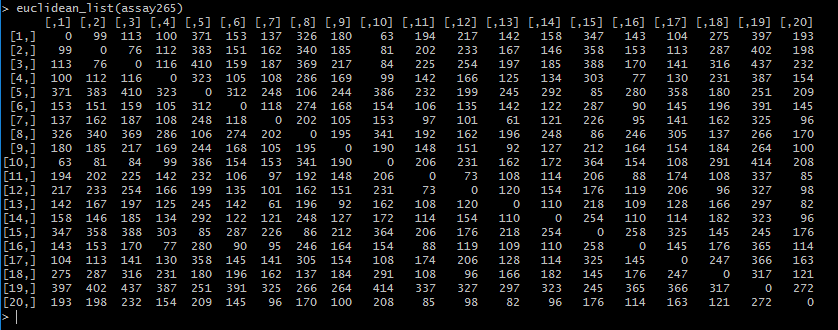 > euclidean_list(assay265)
[,1] [,2] [,3] [,4] [,5] [,6] [,7] [,8] [,9] [,10] [,11] [,12] [,13] [,14] [,15] [,16] [,17] [,18] [,19] [,20]
[1,] 0 99 113 100 371 153 137 326 180 63 194 217 142 158 347 143 104 275 397 193
[2,] 99 0 76 112 383 151 162 340 185 81 202 233 167 146 358 153 113 287 402 198
[3,] 113 76 0 116 410 159 187 369 217 84 225 254 197 185 388 170 141 316 437 232
[4,] 100 112 116 0 323 105 108 286 169 99 142 166 125 134 303 77 130 231 387 154
[5,] 371 383 410 323 0 312 248 106 244 386 232 199 245 292 85 280 358 180 251 209
[6,] 153 151 159 105 312 0 118 274 168 154 106 135 142 122 287 90 145 196 391 145
[7,] 137 162 187 108 248 118 0 202 105 153 97 101 61 121 226 95 141 162 325 96
[8,] 326 340 369 286 106 274 202 0 195 341 192 162 196 248 86 246 305 137 266 170
[9,] 180 185 217 169 244 168 105 195 0 190 148 151 92 127 212 164 154 184 264 100
[10,] 63 81 84 99 386 154 153 341 190 0 206 231 162 172 364 154 108 291 414 208
[11,] 194 202 225 142 232 106 97 192 148 206 0 73 108 114 206 88 174 108 337 85
[12,] 217 233 254 166 199 135 101 162 151 231 73 0 120 154 176 119 206 96 327 98
[13,] 142 167 197 125 245 142 61 196 92 162 108 120 0 110 218 109 128 166 297 82
[14,] 158 146 185 134 292 122 121 248 127 172 114 154 110 0 254 110 114 182 323 96
[15,] 347 358 388 303 85 287 226 86 212 364 206 176 218 254 0 258 325 145 245 176
[16,] 143 153 170 77 280 90 95 246 164 154 88 119 109 110 258 0 145 176 365 114
[17,] 104 113 141 130 358 145 141 305 154 108 174 206 128 114 325 145 0 247 366 163
[18,] 275 287 316 231 180 196 162 137 184 291 108 96 166 182 145 176 247 0 317 121
[19,] 397 402 437 387 251 391 325 266 264 414 337 327 297 323 245 365 366 317 0 272
[20,] 193 198 232 154 209 145 96 170 100 208 85 98 82 96 176 114 163 121 272 0
>